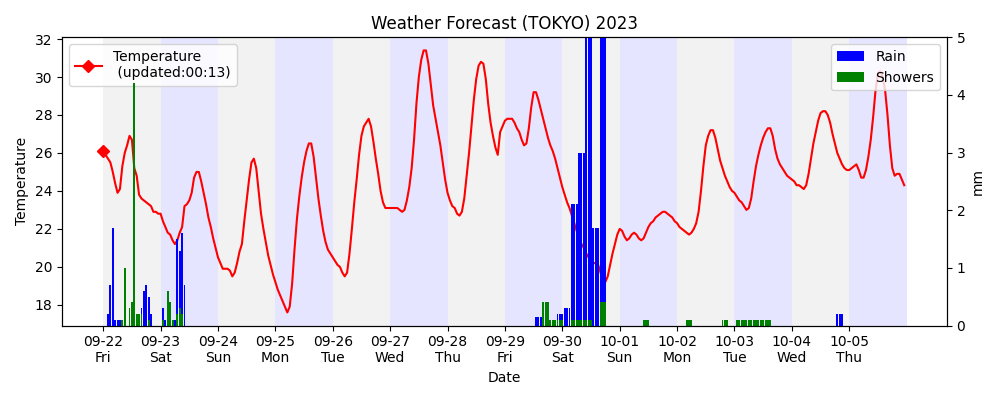 Weather Forecast (TOKYO) 2023
Temperature
(updated:00:13)
Rain
Showers
Temperature
32
30
28
26
24
22
20
18
5
4
3
2
1
0
mm
09-22 09-23 09-24 09-25 09-26 09-27 09-28 09-29 09-30 10-01 10-02 10-03 10-04 10-05
Fri Sat Sun Mon Tue Wed Thu Fri Sat Sun Mon Tue Wed Thu
Date